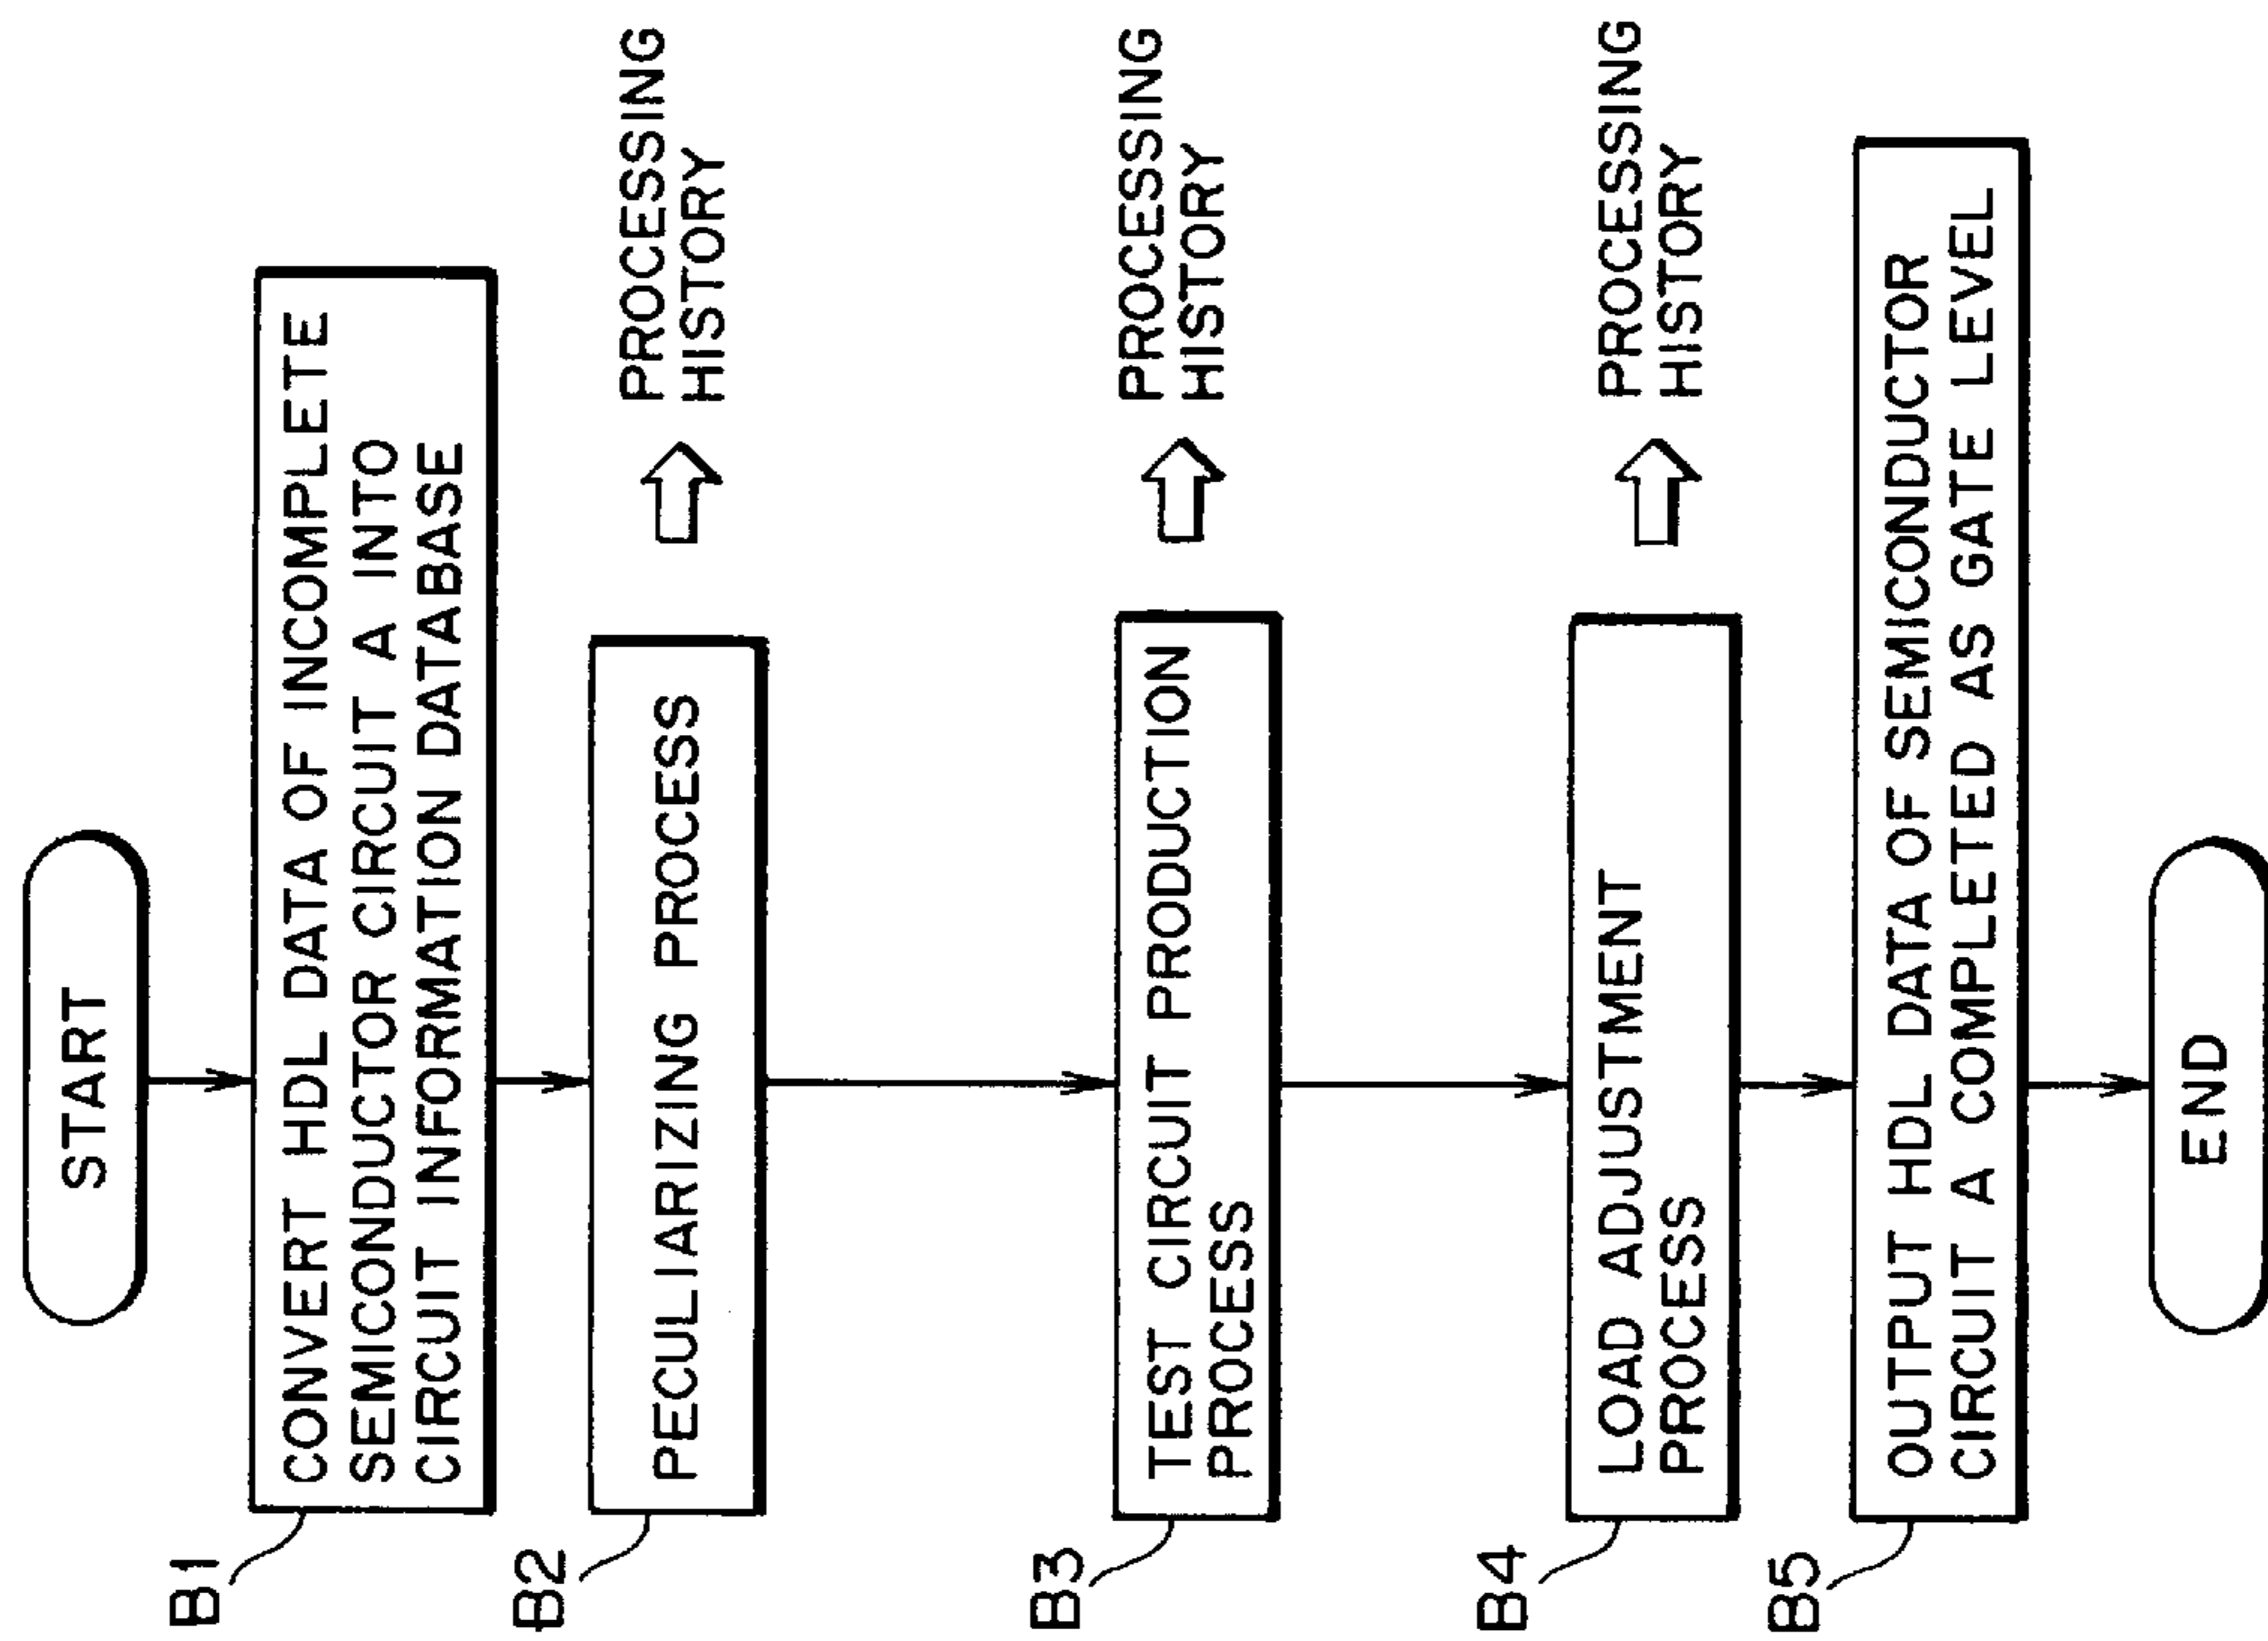 START
B1
CONVERT HDL DATA OF INCOMPLETE
SEMICONDUCTOR CIRCUIT A INTO
CIRCUIT INFORMATION DATABASE
B2
PECULIARIZING PROCESS
PROCESSING
HISTORY
B3
TEST CIRCUIT PRODUCTION
PROCESS
PROCESSING
HISTORY
B4
LOAD ADJUSTMENT
PROCESS
PROCESSING
HISTORY
B5
OUTPUT HDL DATA OF SEMICONDUCTOR
CIRCUIT A COMPLETED AS GATE LEVEL
END